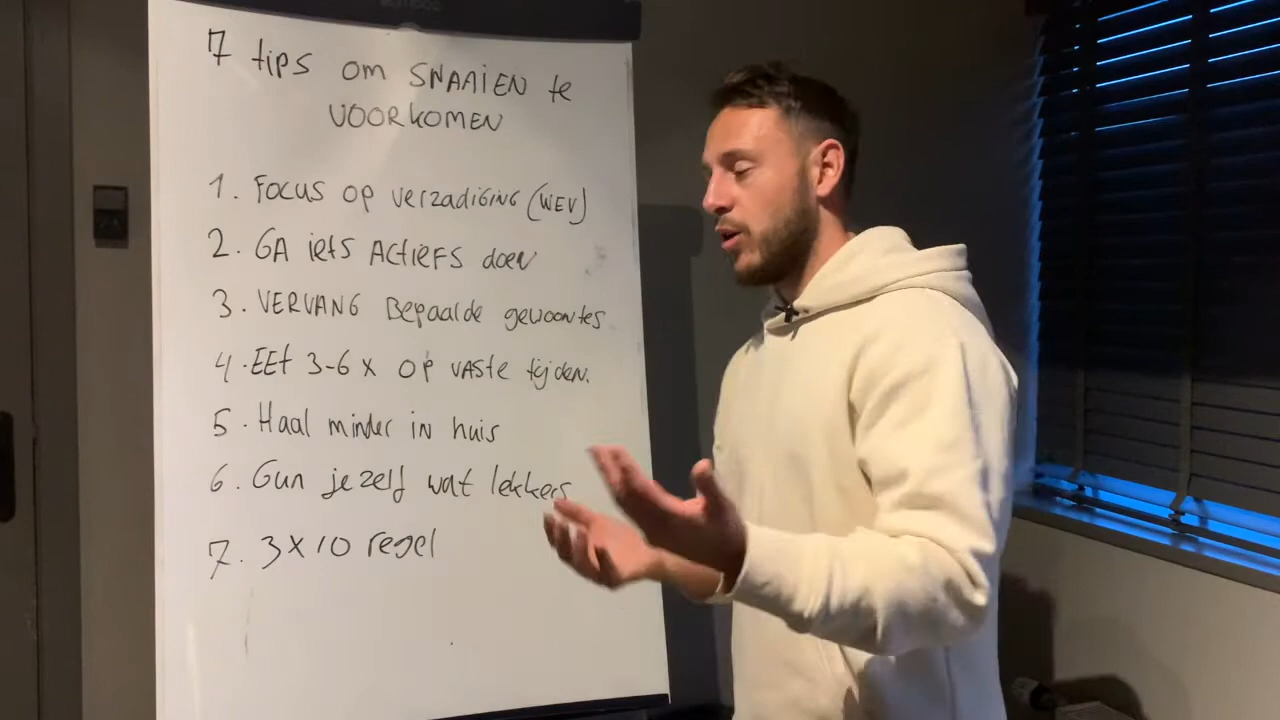 7 tips om SNAAIEN te
VOORKOMEN
1. FOCUS OP VERZADIGING (WEV)
2. GA iets ACTIEFS doen
3. VERVANG Bepaalde gewoontes
4. EET 3-6 x OP VASTE tijden.
5. Haal minder in huis
6. Gun jezelf wat lekkers
7. 3x10 regel